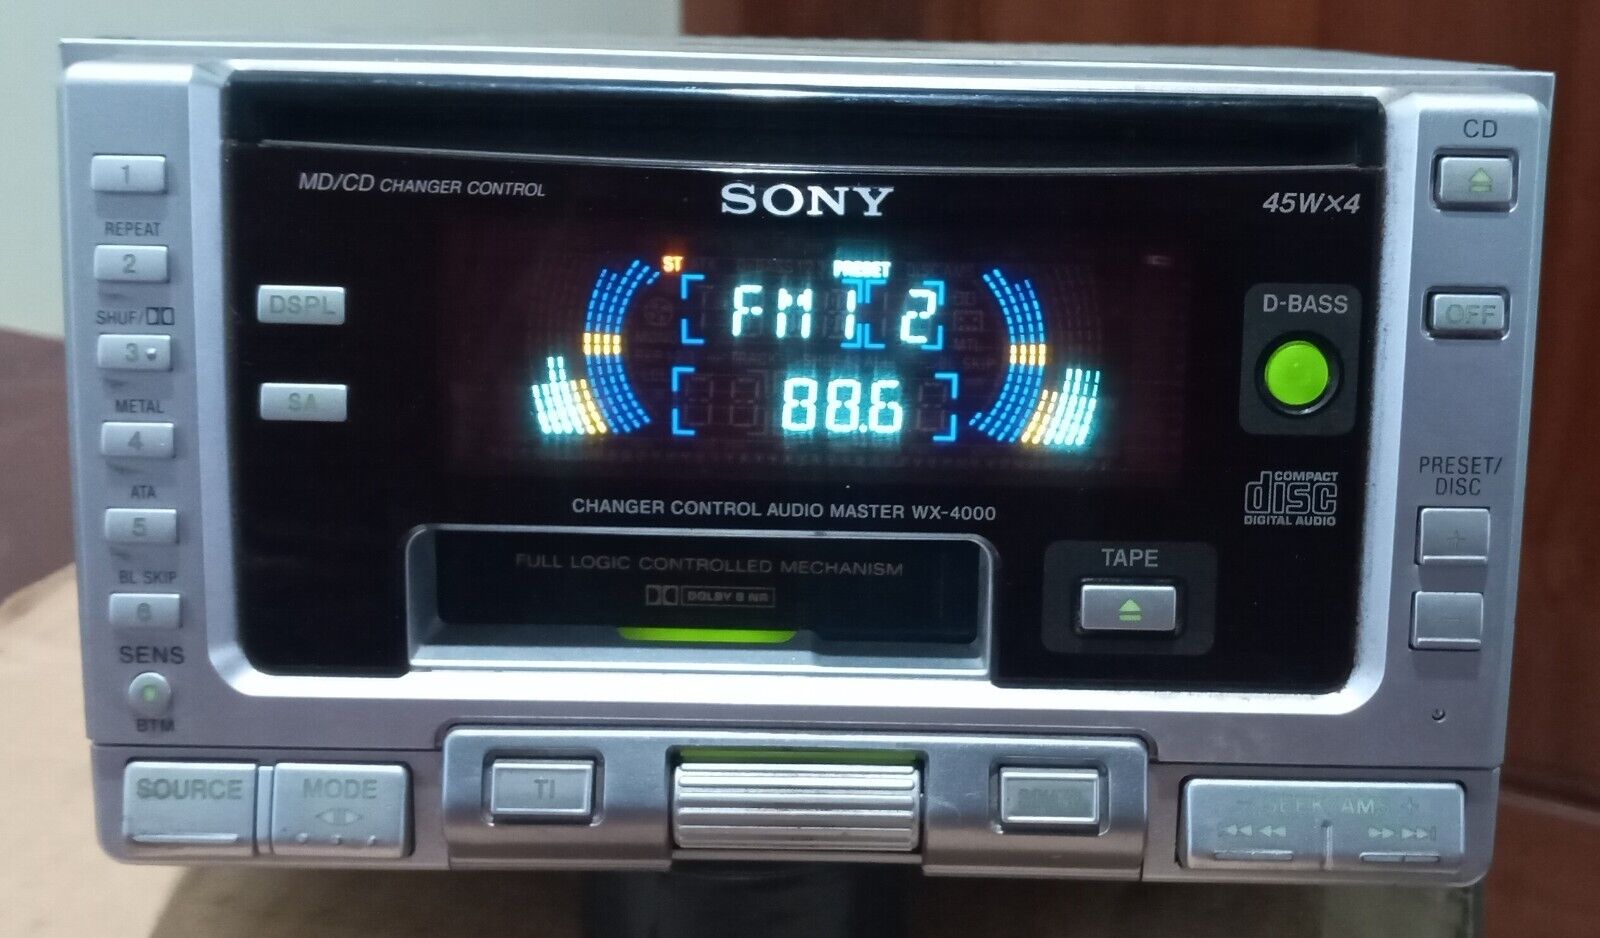 MD/CD CHANGER CONTROL
SONY
45W×4
CD
1
REPEAT
2
SHUF/
3
METAL
4
ATA
5
BL SKIP
6
SENS
BTM
DSPL
SA
ST
PRESET
FM1 2
88.6
D-BASS
OFF
COMPACT
disc
DIGITAL AUDIO
PRESET/
DISC
+
-
CHANGER CONTROL AUDIO MASTER WX-4000
FULL LOGIC CONTROLLED MECHANISM
DOLBY B NR
TAPE
SOURCE
MODE
TI
- SEEK/AMS +